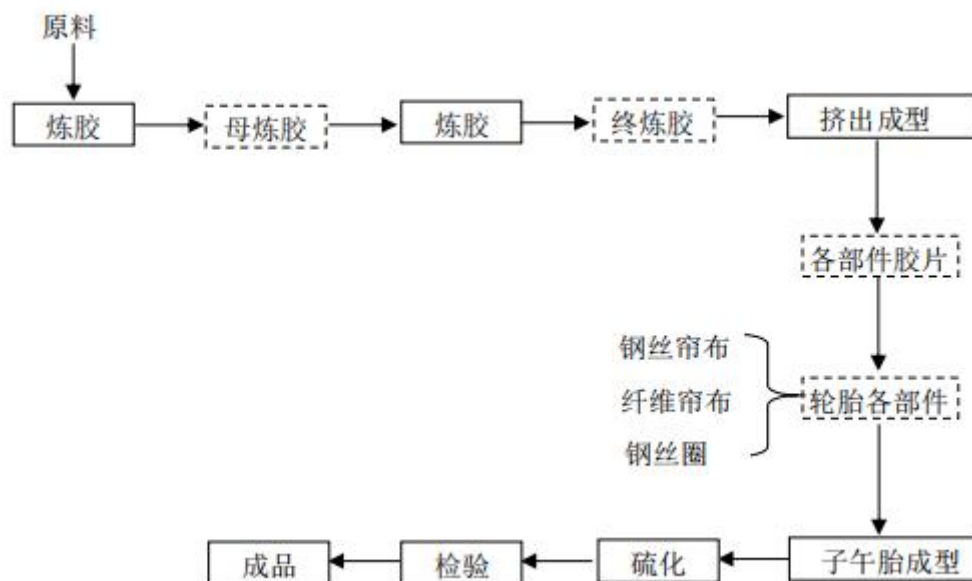 原料
炼胶
母炼胶
炼胶
终炼胶
挤出成型
各部件胶片
钢丝帘布
纤维帘布
钢丝圈
轮胎各部件
子午胎成型
硫化
检验
成品